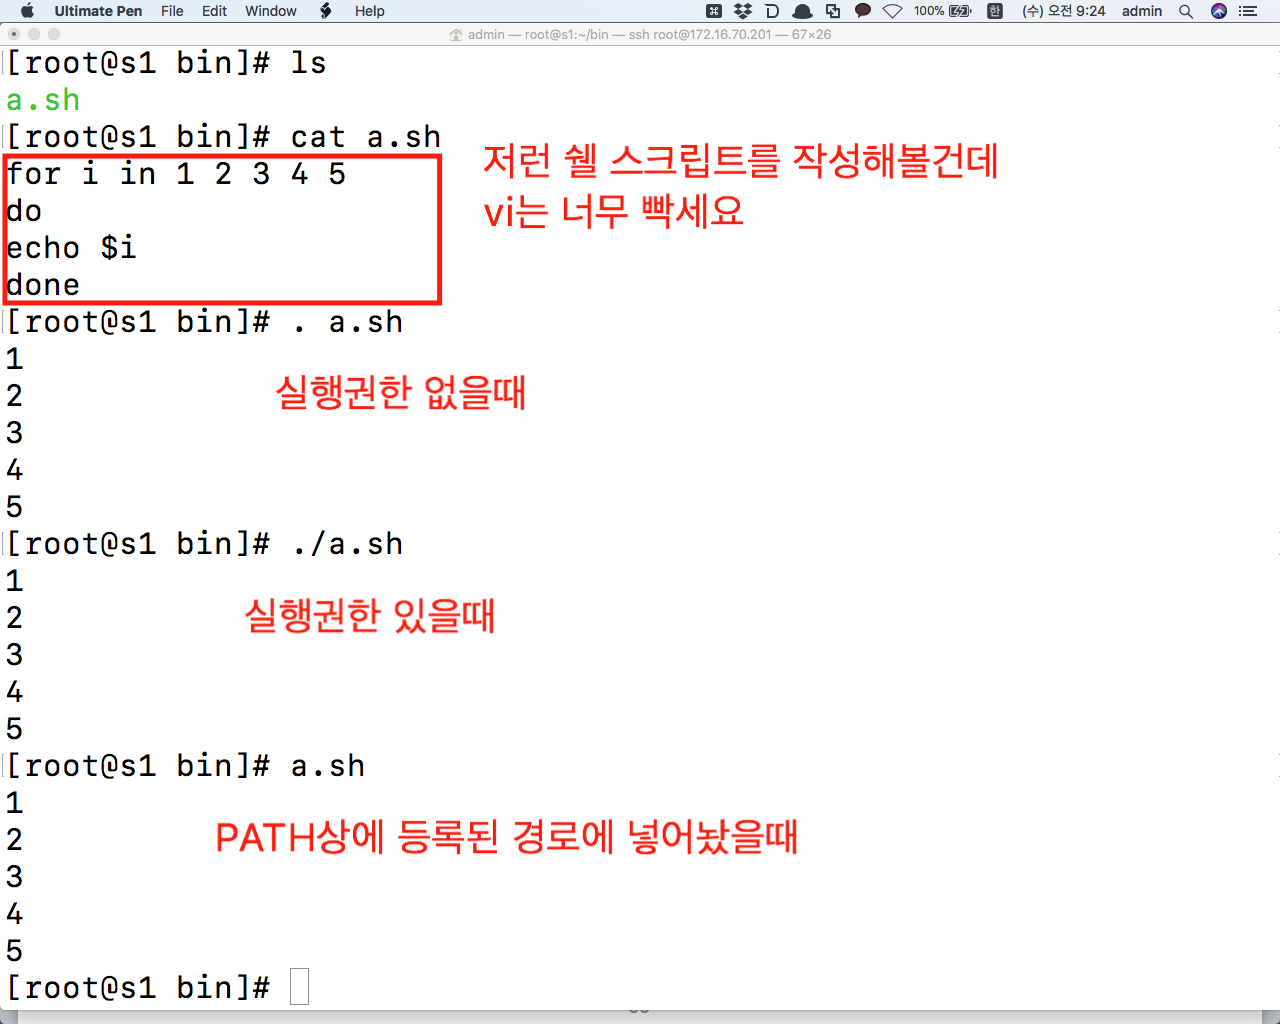 Ultimate Pen File Edit Window Help 100% 한 (수) 오전 9:24 admin
admin — root@s1:~/bin — ssh root@172.16.70.201 — 67×26
[root@s1 bin]# ls
a.sh
[root@s1 bin]# cat a.sh
for i in 1 2 3 4 5
저런 쉘 스크립트를 작성해볼건데
do
vi는 너무 빡세요
echo $i
done
[root@s1 bin]# . a.sh
1
2
실행권한 없을때
3
4
5
[root@s1 bin]# ./a.sh
1
2
실행권한 있을때
3
4
5
[root@s1 bin]# a.sh
1
2
PATH상에 등록된 경로에 넣어놨을때
3
4
5
[root@s1 bin]#